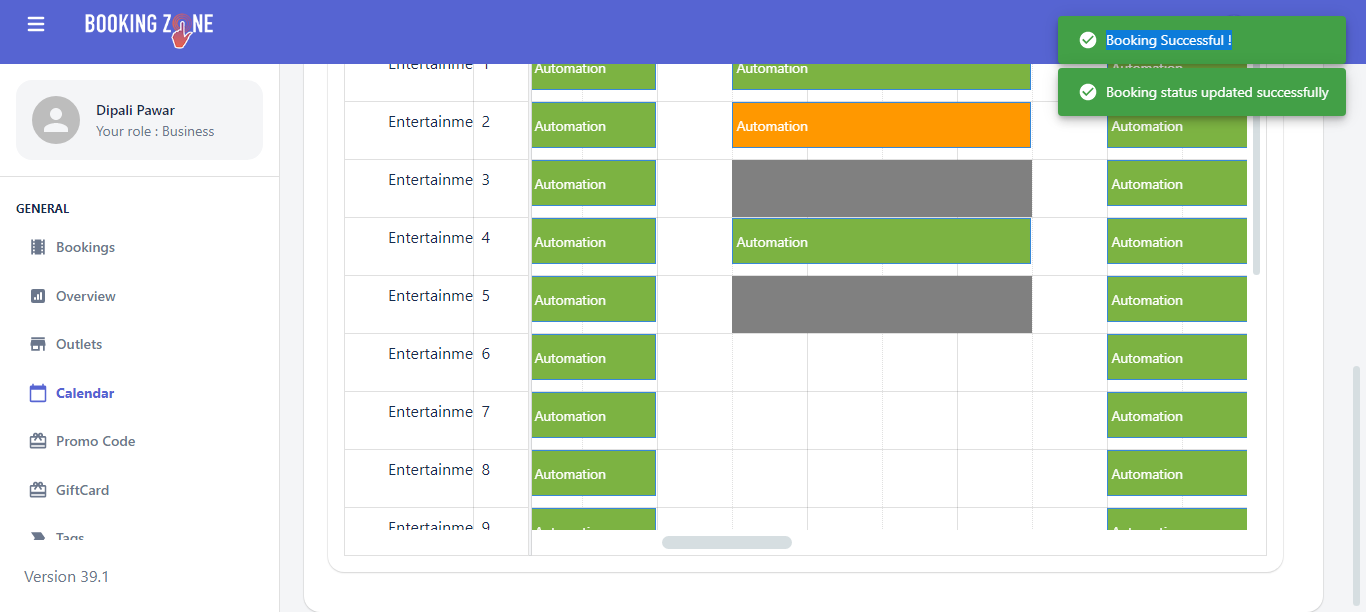 BOOKING Z NE
Booking Successful !
Booking status updated successfully
Dipali Pawar
Your role : Business
GENERAL
Bookings
Overview
Outlets
Calendar
Promo Code
GiftCard
Tags
Version 39.1
Entertainme 1 Automation Automation Automation
Entertainme 2 Automation Automation Automation
Entertainme 3 Automation Automation
Entertainme 4 Automation Automation Automation
Entertainme 5 Automation Automation
Entertainme 6 Automation Automation
Entertainme 7 Automation Automation
Entertainme 8 Automation Automation
Entertainme 9 Automation Automation